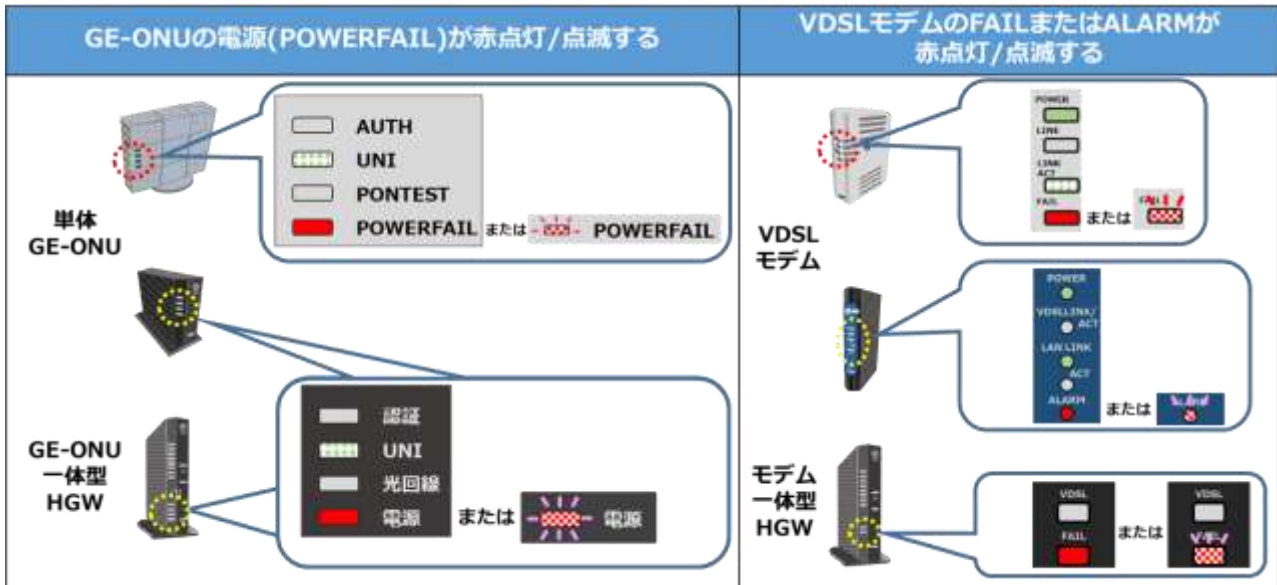 GE-ONUの電源(POWERFAIL)が赤点灯/点滅する
単体
GE-ONU
AUTH
UNI
PONTEST
POWERFAIL または POWERFAIL
GE-ONU
一体型
HGW
認証
UNI
光回線
電源 または 電源
VDSLモデムのFAILまたはALARMが
赤点灯/点滅する
VDSL
モデム
POWER
LINE
LINK
ACT
FAIL
または
POWER
VDSLLINK/
ACT
LAN LINK
ACT
ALARM
または
モデム
一体型
HGW
VDSL
FAIL
または
VDSL